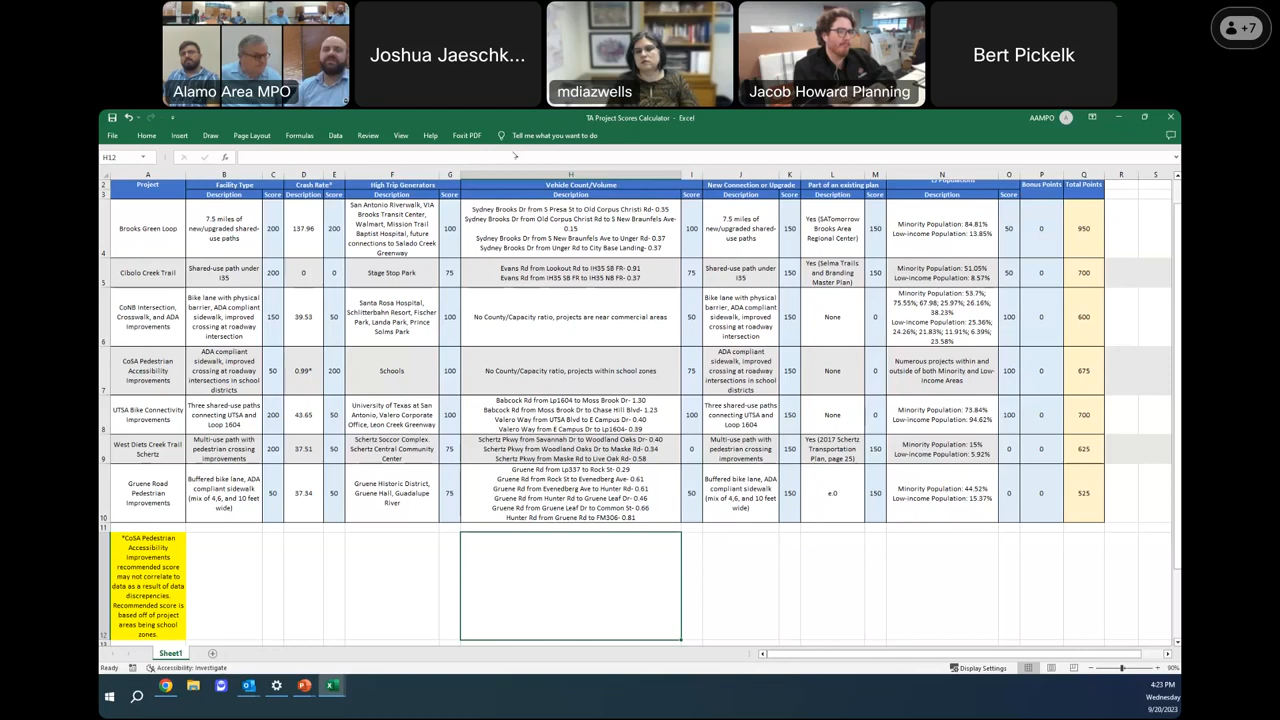 +7
Alamo Area MPO
Joshua Jaeschk...
mdiazwells
Jacob Howard Planning
Bert Pickelk
TA Project Scores Calculator - Excel
AAMPO
File Home Insert Draw Page Layout Formulas Data Review View Help Foxit PDF Tell me what you want to do
H12
fx
A B C D E F G H I J K L M N O P Q R S
2 Project Facility Type Crash Rate* High Trip Generators Vehicle Count/Volume New Connection or Upgrade Part of an existing plan EJ Populations Bonus Points Total Points
3 Description Score Description Score Description Score Description Score Description Score Description Score Description Score
4
Brooks Green Loop
7.5 miles of
new/upgraded shared-
use paths
200
137.96
200
San Antonio Riverwalk, VIA
Brooks Transit Center,
Walmart, Mission Trail
Baptist Hospital, future
connections to Salado Creek
Greenway
100
Sydney Brooks Dr from S Presa St to Old Corpus Christi Rd- 0.35
Sydney Brooks Dr from Old Corpus Christ Rd to S New Braunfels Ave-
0.15
Sydney Brooks Dr from S New Braunfels Ave to Unger Rd- 0.37
Sydney Brooks Dr from Unger Rd to City Base Landing- 0.37
100
7.5 miles of
new/upgraded shared-
use paths
150
Yes (SATomorrow
Brooks Area
Regional Center)
150
Minority Population: 84.81%
Low-income Population: 13.85%
50
0
950
5
Cibolo Creek Trail
Shared-use path under
I35
200
0
0
Stage Stop Park
75
Evans Rd from Lookout Rd to IH35 SB FR- 0.91
Evans Rd from IH35 SB FR to IH35 NB FR- 0.37
75
Shared-use path under
I35
150
Yes (Selma Trails
and Branding
Master Plan)
150
Minority Population: 51.05%
Low-income Population: 8.57%
50
0
700
6
CoNB Intersection,
Crosswalk, and ADA
Improvements
Bike lane with physical
barrier, ADA compliant
sidewalk, improved
crossing at roadway
intersection
150
39.53
50
Santa Rosa Hospital,
Schlitterbahn Resort, Fischer
Park, Landa Park, Prince
Solms Park
100
No County/Capacity ratio, projects are near commercial areas
50
Bike lane with physical
barrier, ADA compliant
sidewalk, improved
crossing at roadway
intersection
150
None
0
Minority Population: 53.7%;
75.55%; 67.98; 25.97%; 26.16%;
38.23%
Low-income Population: 25.36%;
24.26%; 21.83%; 11.91%; 6.39%;
23.58%
100
0
600
7
CoSA Pedestrian
Accessibility
Improvements
ADA compliant
sidewalk, improved
crossing at roadway
intersections in school
districts
50
0.99*
200
Schools
100
No County/Capacity ratio, projects within school zones
75
ADA compliant
sidewalk, improved
crossing at roadway
intersections in school
districts
150
None
0
Numerous projects within and
outside of both Minority and Low-
income Areas
100
0
675
8
UTSA Bike Connectivity
Improvements
Three shared-use paths
connecting UTSA and
Loop 1604
200
43.65
50
University of Texas at San
Antonio, Valero Corporate
Office, Leon Creek Greenway
100
Babcock Rd from Lp1604 to Moss Brook Dr- 1.30
Babcock Rd from Moss Brook Dr to Chase Hill Blvd- 1.23
Valero Way from UTSA Blvd to E Campus Dr- 0.40
Valero Way from E Campus Dr to Lp1604- 0.39
100
Three shared-use paths
connecting UTSA and
Loop 1604
150
None
0
Minority Population: 73.84%
Low-income Population: 94.62%
100
0
700
9
West Diets Creek Trail
Schertz
Multi-use path with
pedestrian crossing
improvements
200
37.51
50
Schertz Soccor Complex.
Schertz Central Community
Center
75
Schertz Pkwy from Savannah Dr to Woodland Oaks Dr- 0.40
Schertz Pkwy from Woodland Oaks Dr to Maske Rd- 0.34
Schertz Pkwy from Maske Rd to Live Oak Rd- 0.58
0
Multi-use path with
pedestrian crossing
improvements
150
Yes (2017 Schertz
Transportation
Plan, page 25)
150
Minority Population: 15%
Low-income Population: 5.92%
0
0
625
10
Gruene Road
Pedestrian
Improvements
Buffered bike lane, ADA
compliant sidewalk
(mix of 4,6, and 10 feet
wide)
50
37.34
50
Gruene Historic District,
Gruene Hall, Guadalupe
River
75
Gruene Rd from Lp337 to Rock St- 0.29
Gruene Rd from Rock St to Evenedberg Ave- 0.61
Gruene Rd from Evenedberg Ave to Hunter Rd- 0.61
Gruene Rd from Hunter Rd to Gruene Leaf Dr- 0.46
Gruene Rd from Gruene Leaf Dr to Common St- 0.66
Hunter Rd from Gruene Rd to FM306- 0.81
50
Buffered bike lane, ADA
compliant sidewalk
(mix of 4,6, and 10 feet
wide)
150
e.0
150
Minority Population: 44.52%
Low-income Population: 15.37%
0
0
525
11
12
*CoSA Pedestrian
Accessibility
Improvements
recommended score
may not correlate to
data as a result of data
discrepencies.
Recommended score is
based off of project
areas being school
zones.
13
Sheet1
Ready Accessibility: Investigate
Display Settings
90%
4:23 PM
Wednesday
9/20/2023